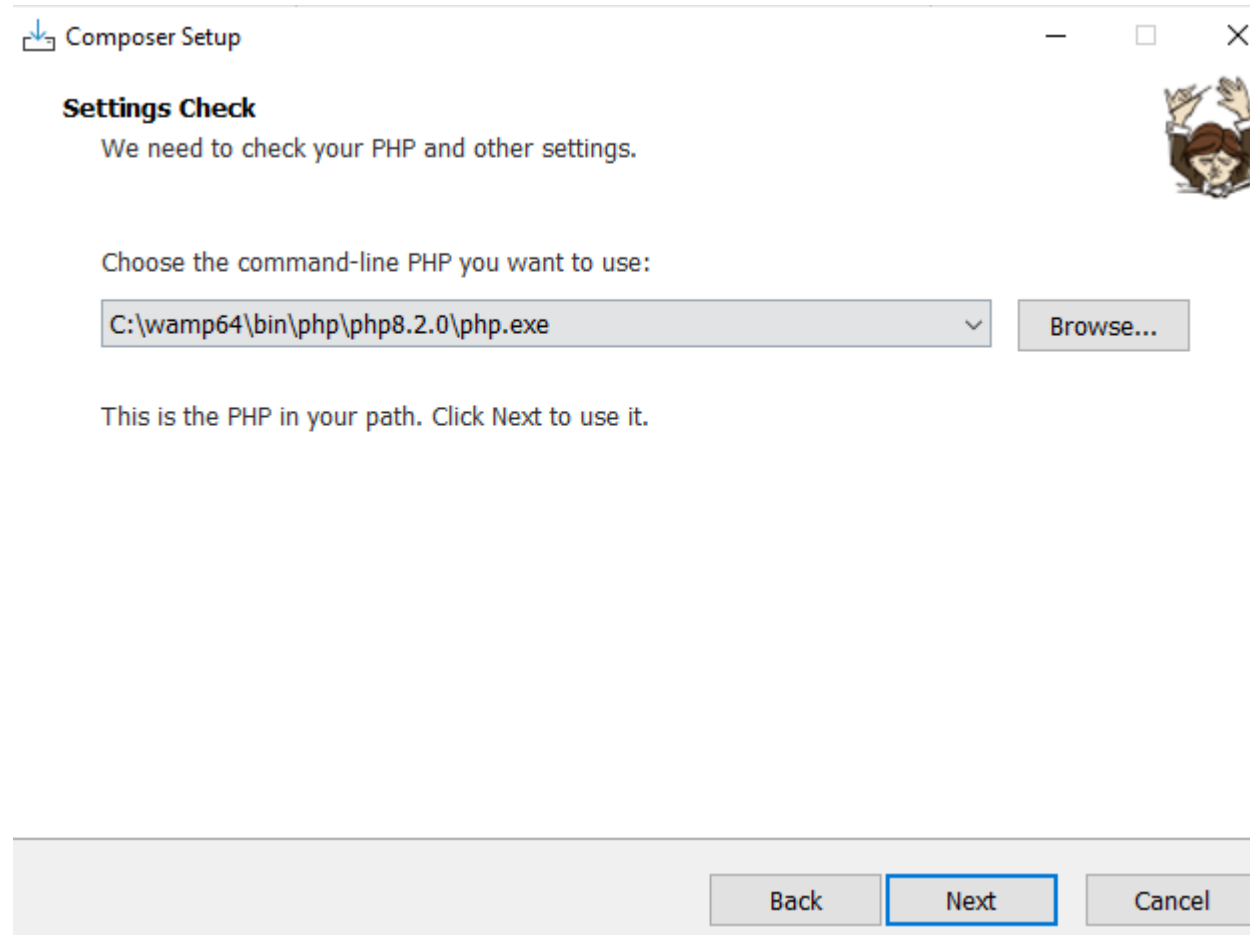 Composer Setup
Settings Check
We need to check your PHP and other settings.
Choose the command-line PHP you want to use:
C:\wamp64\bin\php\php8.2.0\php.exe
Browse...
This is the PHP in your path. Click Next to use it.
Back
Next
Cancel